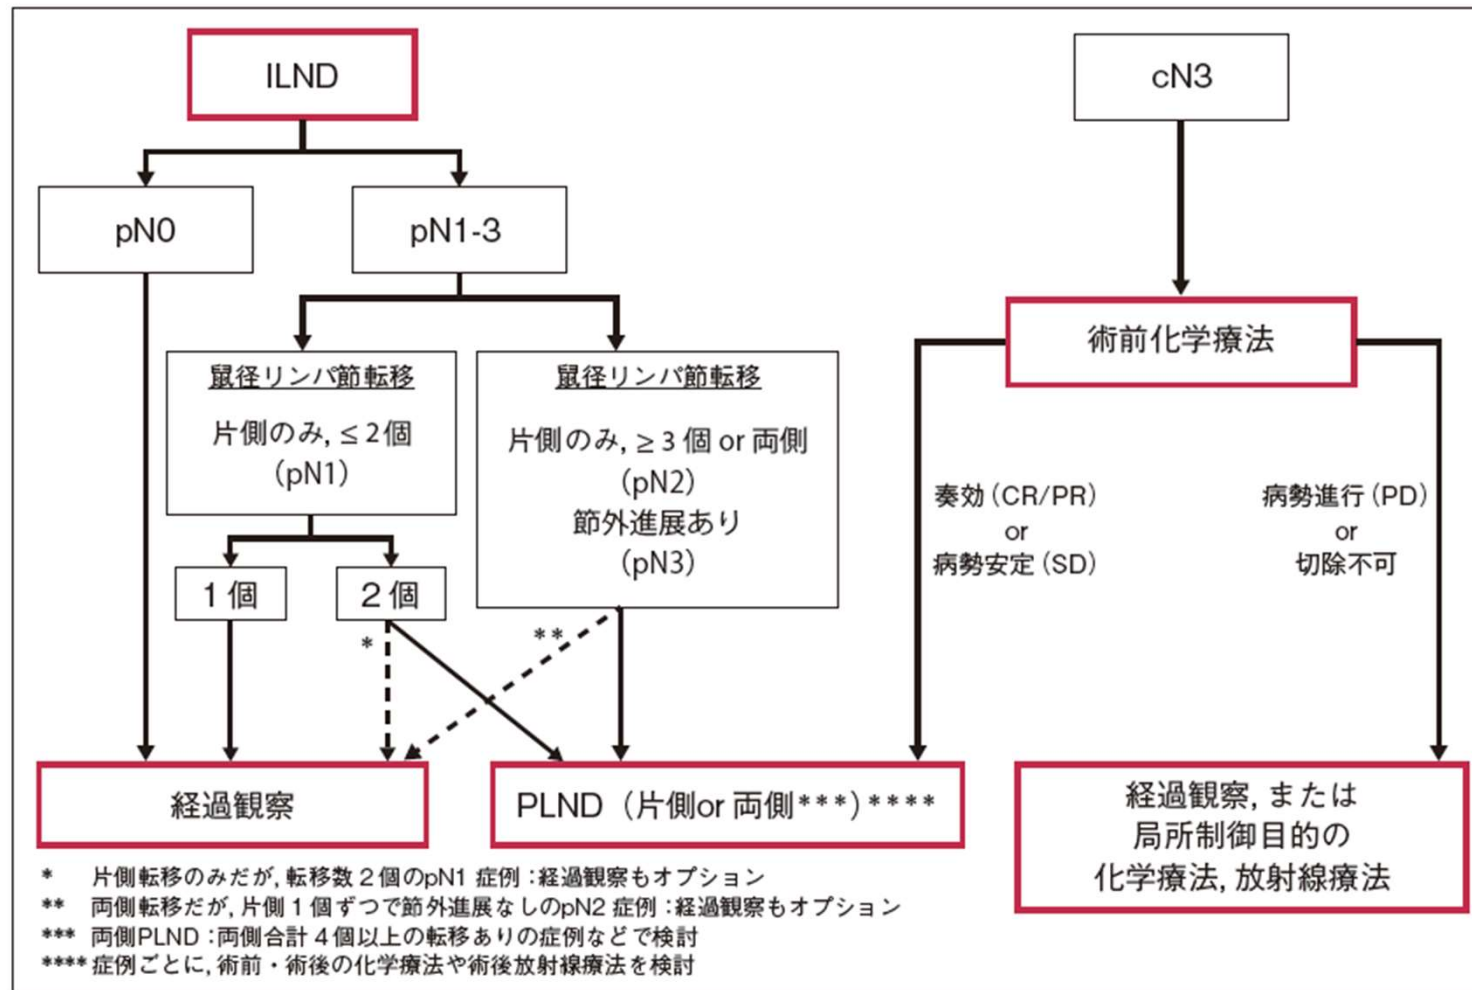 ILND
cN3
pN0
pN1-3
術前化学療法
鼠径リンパ節転移
片側のみ, ≤ 2個
（pN1）
鼠径リンパ節転移
片側のみ, ≥ 3 個 or 両側
（pN2）
節外進展あり
（pN3）
奏効（CR/PR）
or
病勢安定（SD）
病勢進行（PD）
or
切除不可
1 個
2 個
*
**
経過観察
PLND（片側or 両側***）****
経過観察, または
局所制御目的の
化学療法, 放射線療法
* 片側転移のみだが, 転移数 2 個のpN1 症例：経過観察もオプション
** 両側転移だが, 片側 1 個ずつで節外進展なしのpN2 症例：経過観察もオプション
*** 両側PLND：両側合計 4 個以上の転移ありの症例などで検討
**** 症例ごとに, 術前・術後の化学療法や術後放射線療法を検討